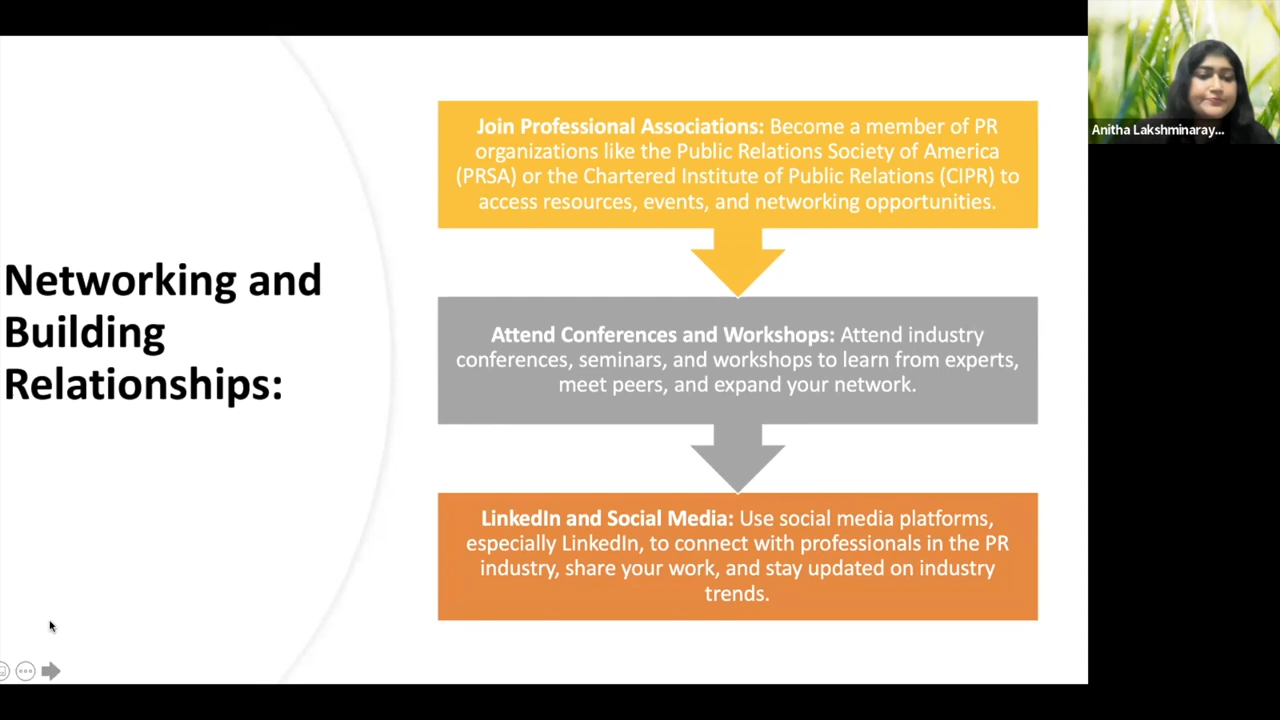 Networking and
Building
Relationships:
Join Professional Associations: Become a member of PR
organizations like the Public Relations Society of America
(PRSA) or the Chartered Institute of Public Relations (CIPR) to
access resources, events, and networking opportunities.
Attend Conferences and Workshops: Attend industry
conferences, seminars, and workshops to learn from experts,
meet peers, and expand your network.
LinkedIn and Social Media: Use social media platforms,
especially LinkedIn, to connect with professionals in the PR
industry, share your work, and stay updated on industry
trends.
Anitha Lakshminaray...